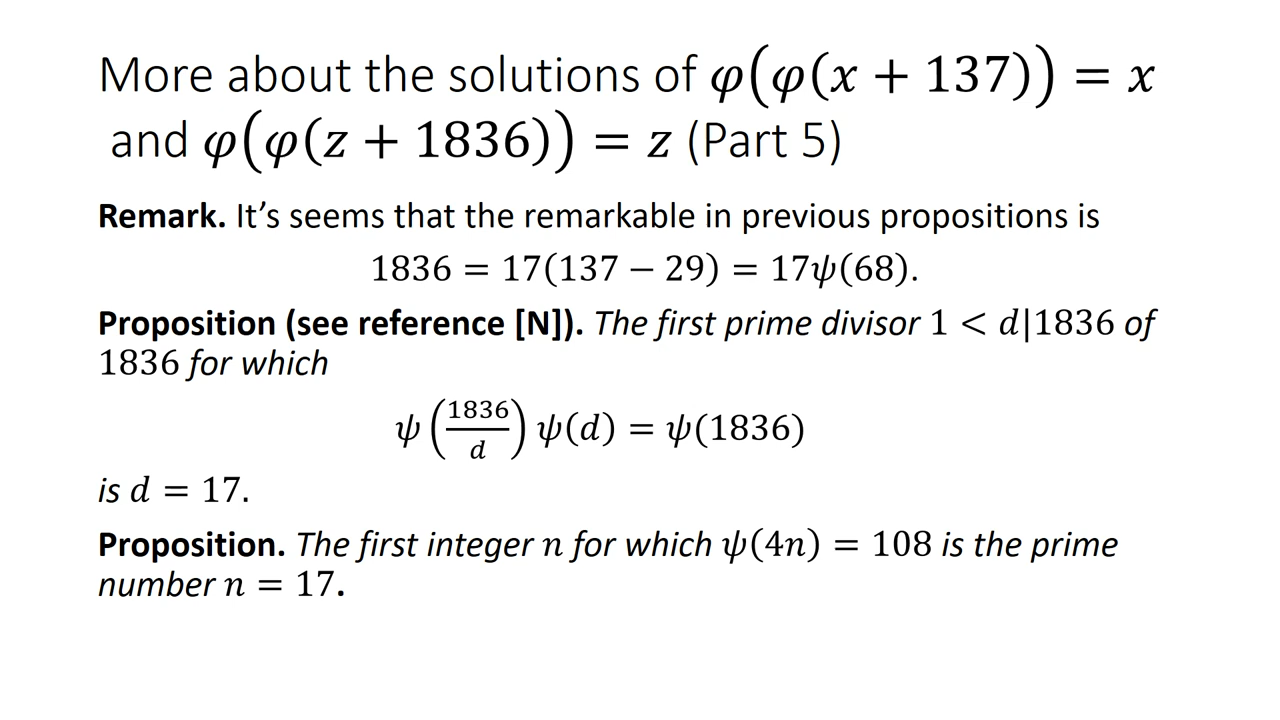 More about the solutions of φ(φ(x + 137)) = x
and φ(φ(z + 1836)) = z (Part 5)
Remark. It’s seems that the remarkable in previous propositions is
1836 = 17(137 − 29) = 17ψ(68).
Proposition (see reference [N]). The first prime divisor 1 < d|1836 of
1836 for which
ψ(1836/d)ψ(d) = ψ(1836)
is d = 17.
Proposition. The first integer n for which ψ(4n) = 108 is the prime
number n = 17.